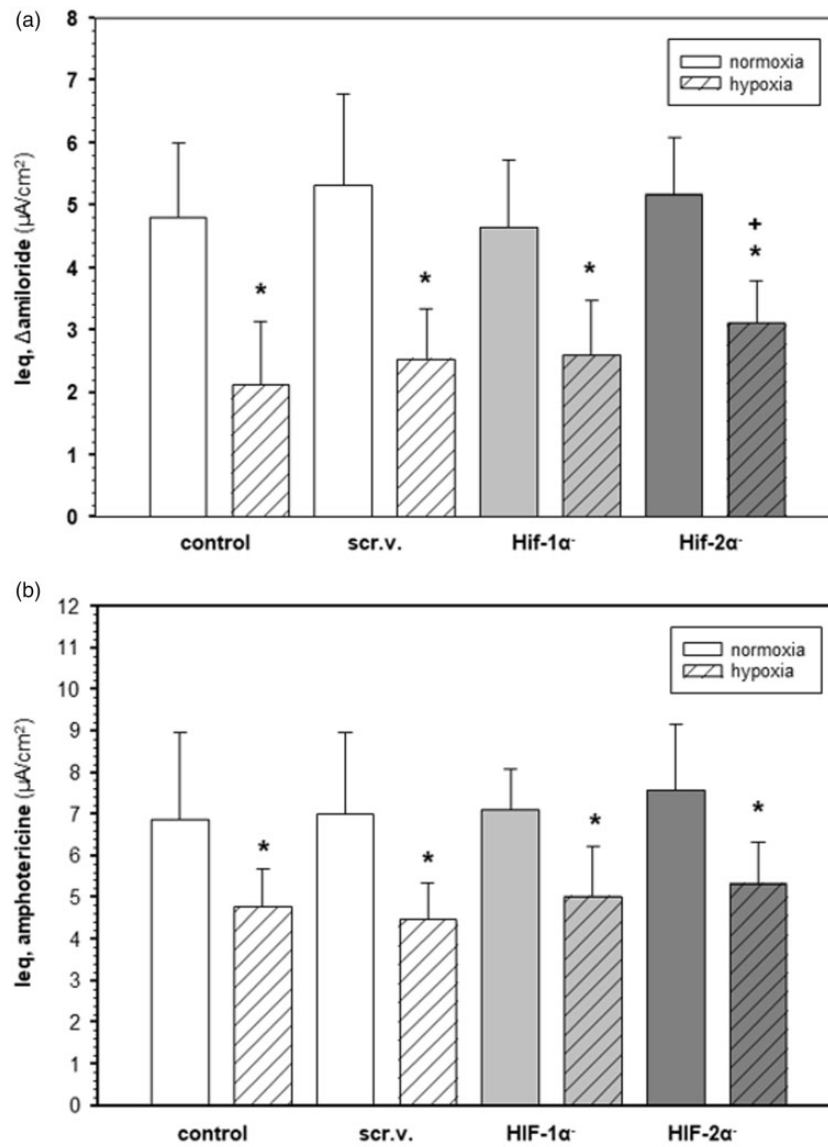 (a)
8
7
6
5
4
3
2
1
0
Ieq, Δamiloride (µA/cm²)
normoxia
hypoxia
*
*
*
+
*
control
scr.v.
Hif-1α⁻
Hif-2α⁻
(b)
12
11
10
9
8
7
6
5
4
3
2
1
0
Ieq, amphotericine (µA/cm²)
normoxia
hypoxia
*
*
*
*
control
scr.v.
HIF-1α⁻
HIF-2α⁻